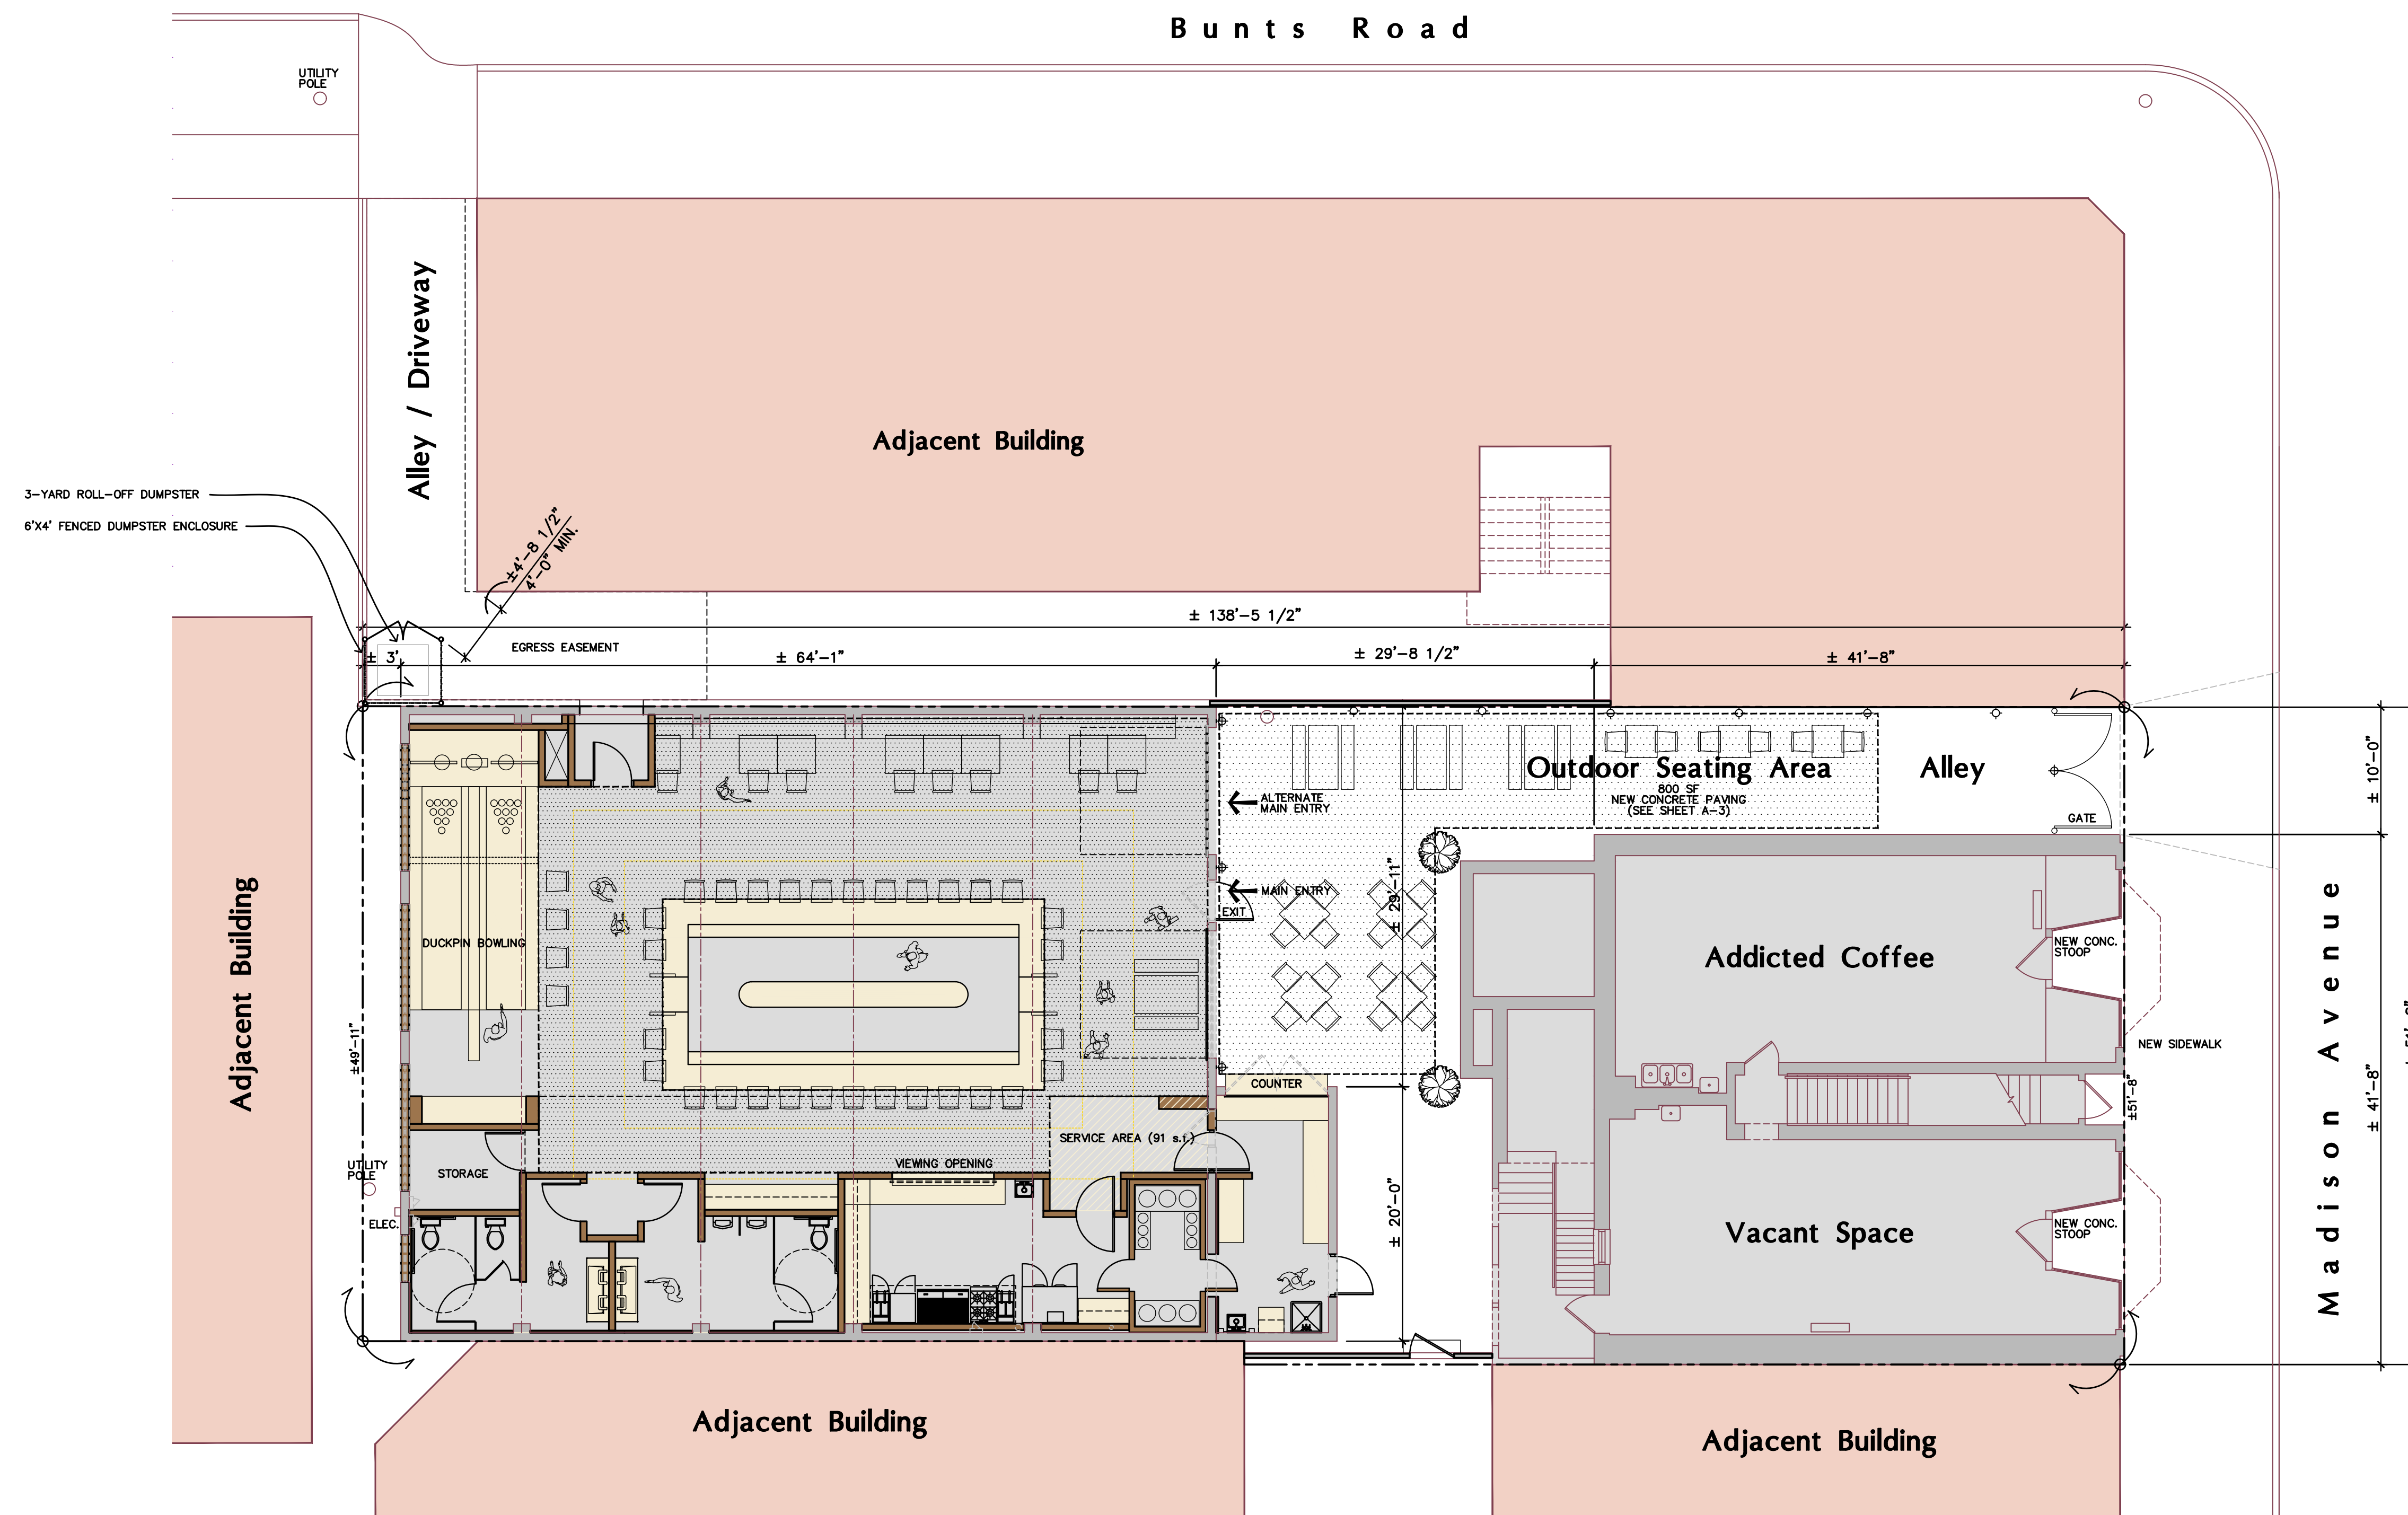 Bunts Road
UTILITY
POLE
Alley / Driveway
Adjacent Building
3-YARD ROLL-OFF DUMPSTER
6'X4' FENCED DUMPSTER ENCLOSURE
±4'-8 1/2"
4'-0" MIN.
± 138'-5 1/2"
EGRESS EASEMENT
± 3'
± 64'-1"
± 29'-8 1/2"
± 41'-8"
Outdoor Seating Area
Alley
800 SF
NEW CONCRETE PAVING
(SEE SHEET A-3)
ALTERNATE
MAIN ENTRY
GATE
± 10'-0"
MAIN ENTRY
EXIT
± 29'-11"
Adjacent Building
DUCKPIN BOWLING
Addicted Coffee
NEW CONC.
STOOP
Madison Avenue
±49'-11"
NEW SIDEWALK
COUNTER
±51'-8"
± 41'-8"
SERVICE AREA (91 s.f.)
VIEWING OPENING
STORAGE
UTILITY
POLE
ELEC.
± 20'-0"
Vacant Space
NEW CONC.
STOOP
Adjacent Building
Adjacent Building